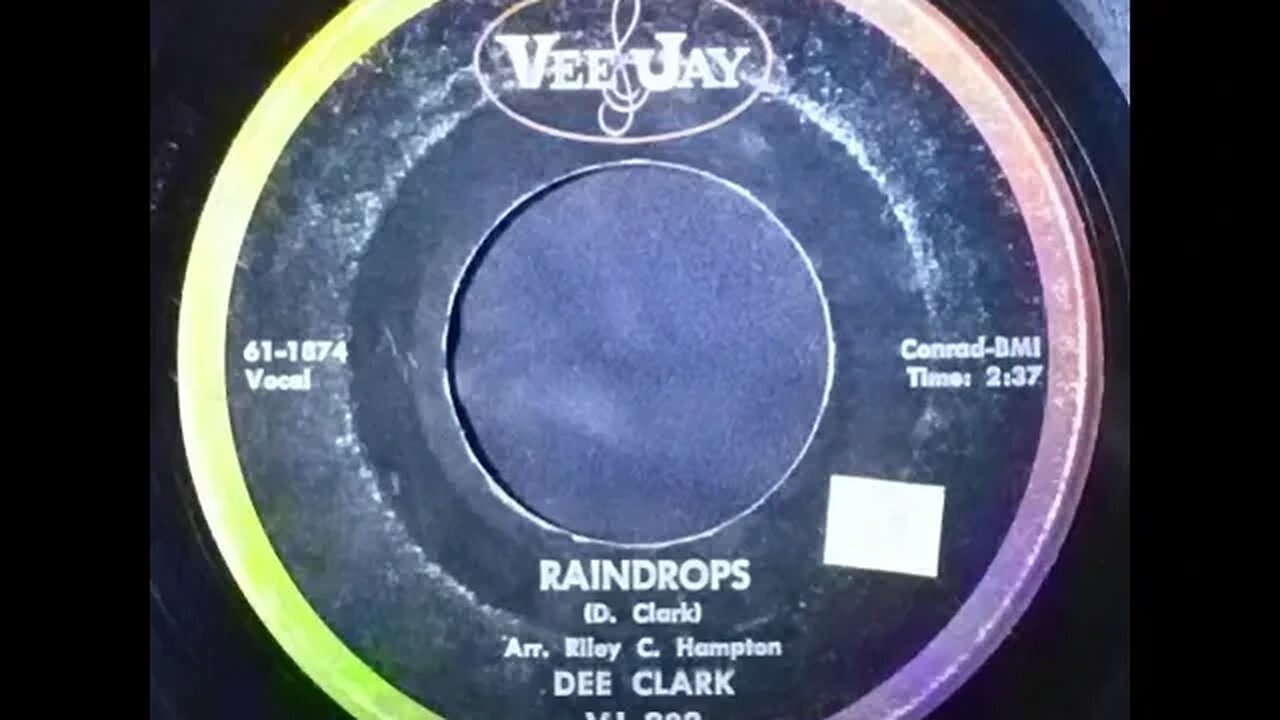 VEE JAY
61-1874
Vocal
Conrad-BMI
Time: 2:37
RAINDROPS
(D. Clark)
Arr. Riley C. Hampton
DEE CLARK